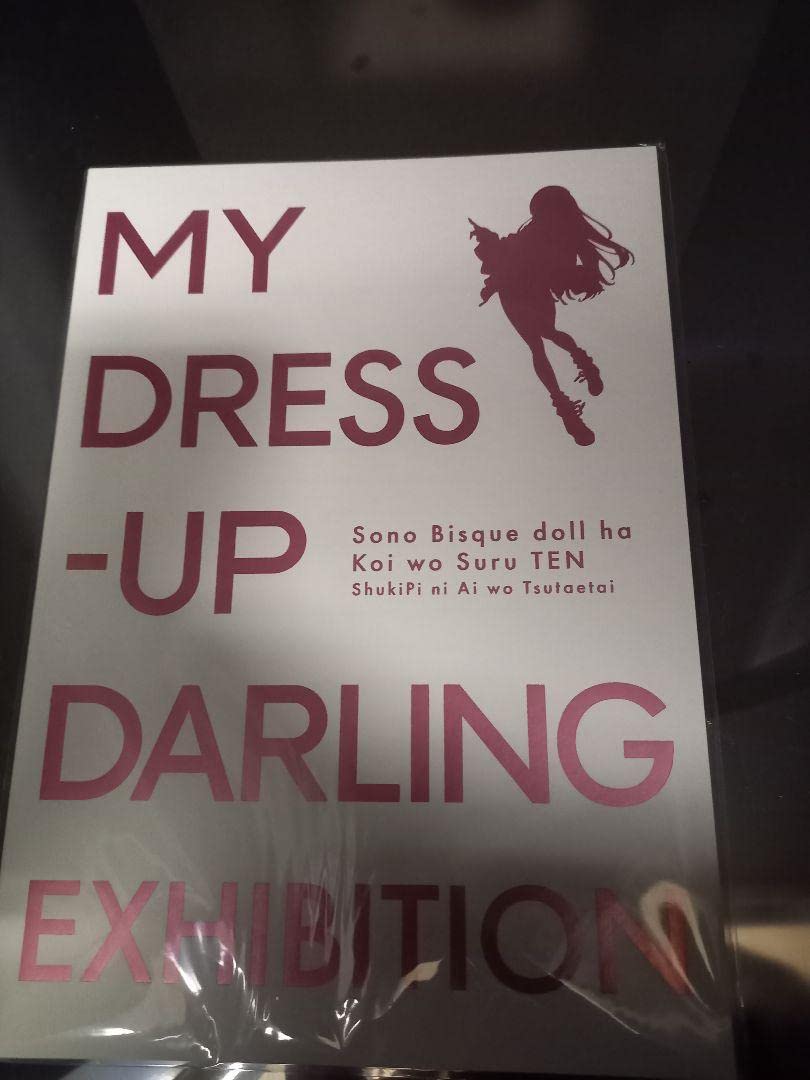 MY
DRESS
-UP
Sono Bisque doll ha
Koi wo Suru TEN
ShukiPi ni Ai wo Tsutaetai
DARLING
EXHIBITION